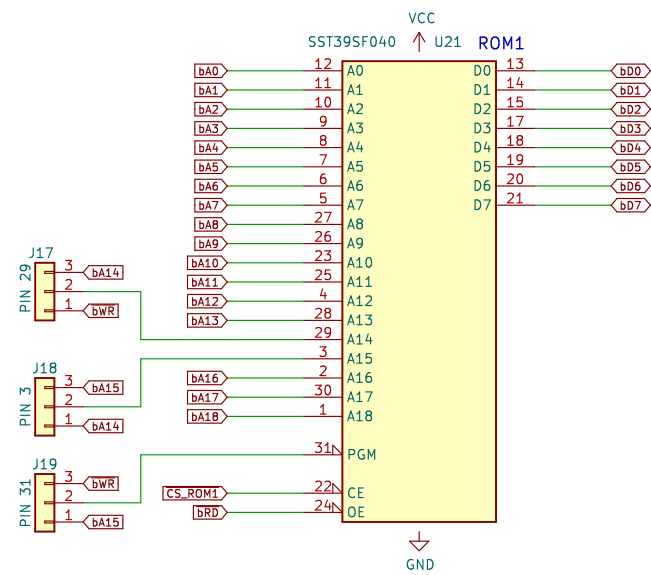 VCC
SST39SF040 U21 ROM1
bA0 12 A0 D0 13 bD0
bA1 11 A1 D1 14 bD1
bA2 10 A2 D2 15 bD2
bA3 9 A3 D3 17 bD3
bA4 8 A4 D4 18 bD4
bA5 7 A5 D5 19 bD5
bA6 6 A6 D6 20 bD6
bA7 5 A7 D7 21 bD7
bA8 27 A8
bA9 26 A9
bA10 23 A10
bA11 25 A11
bA12 4 A12
bA13 28 A13
29 A14
3 A15
bA16 2 A16
bA17 30 A17
bA18 1 A18
31 PGM
CS_ROM1 22 CE
bRD 24 OE
GND
J17
PIN 29
3 bA14
2
1 bWR
J18
PIN 3
3 bA15
2
1 bA14
J19
PIN 31
3 bWR
2
1 bA15